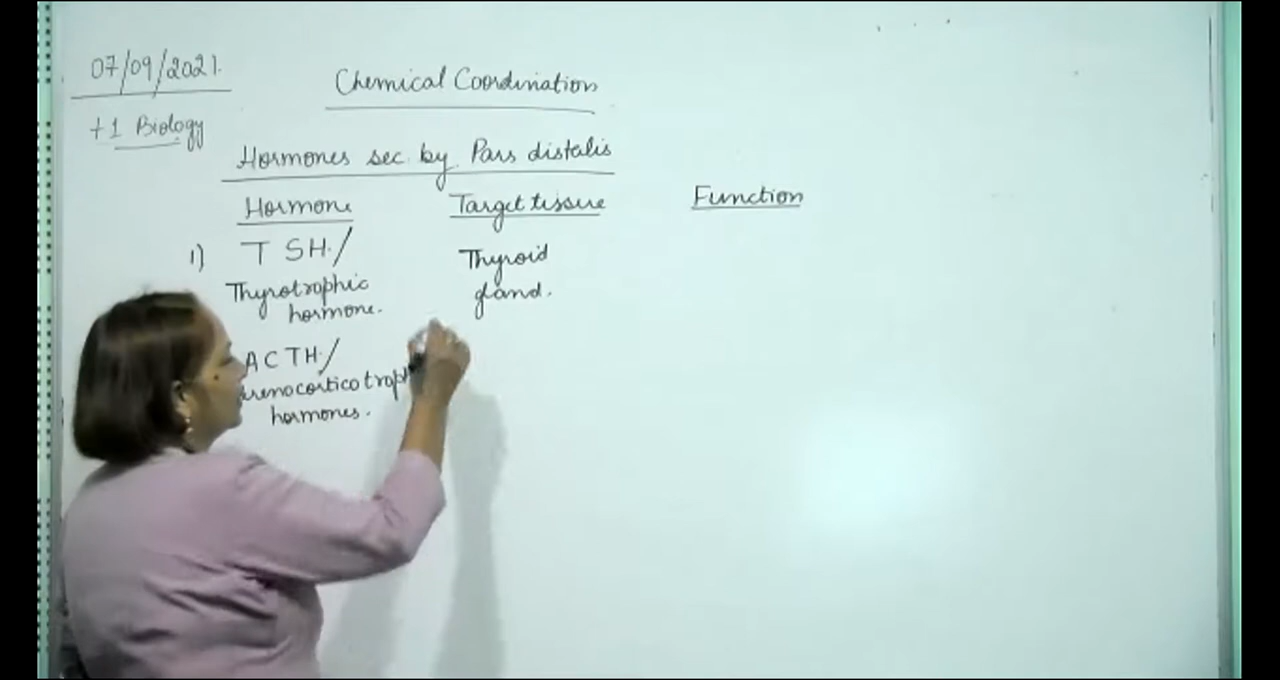 07/09/2021.
Chemical Coordination
+1 Biology
Hormones sec. by Pars distalis
Hormone Target tissure Function
1) TSH./ Thyroid
Thyrotrophic gland.
hormone.
ACTH./
hormones.